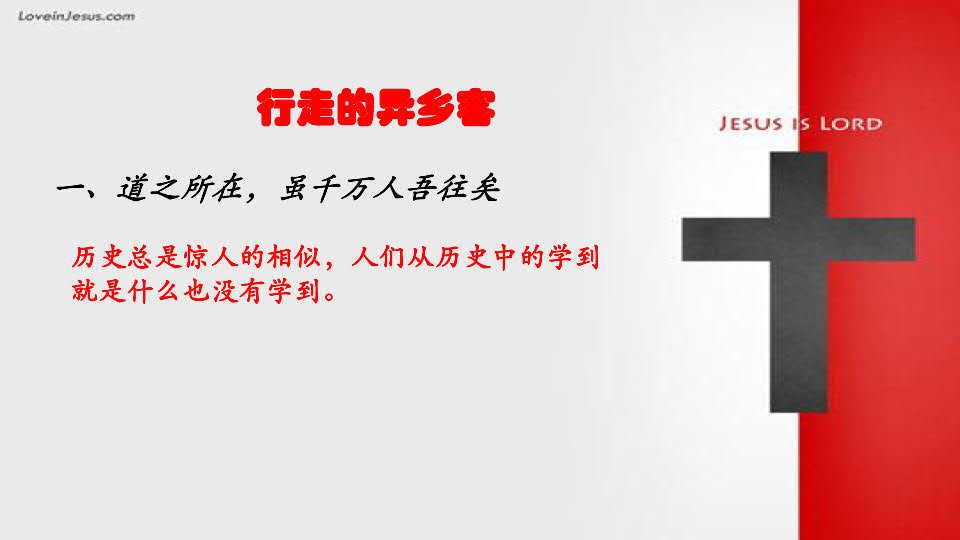 LoveinJesus.com
行走的异乡客
JESUS IS LORD
一、道之所在，虽千万人吾往矣
历史总是惊人的相似，人们从历史中的学到
就是什么也没有学到。